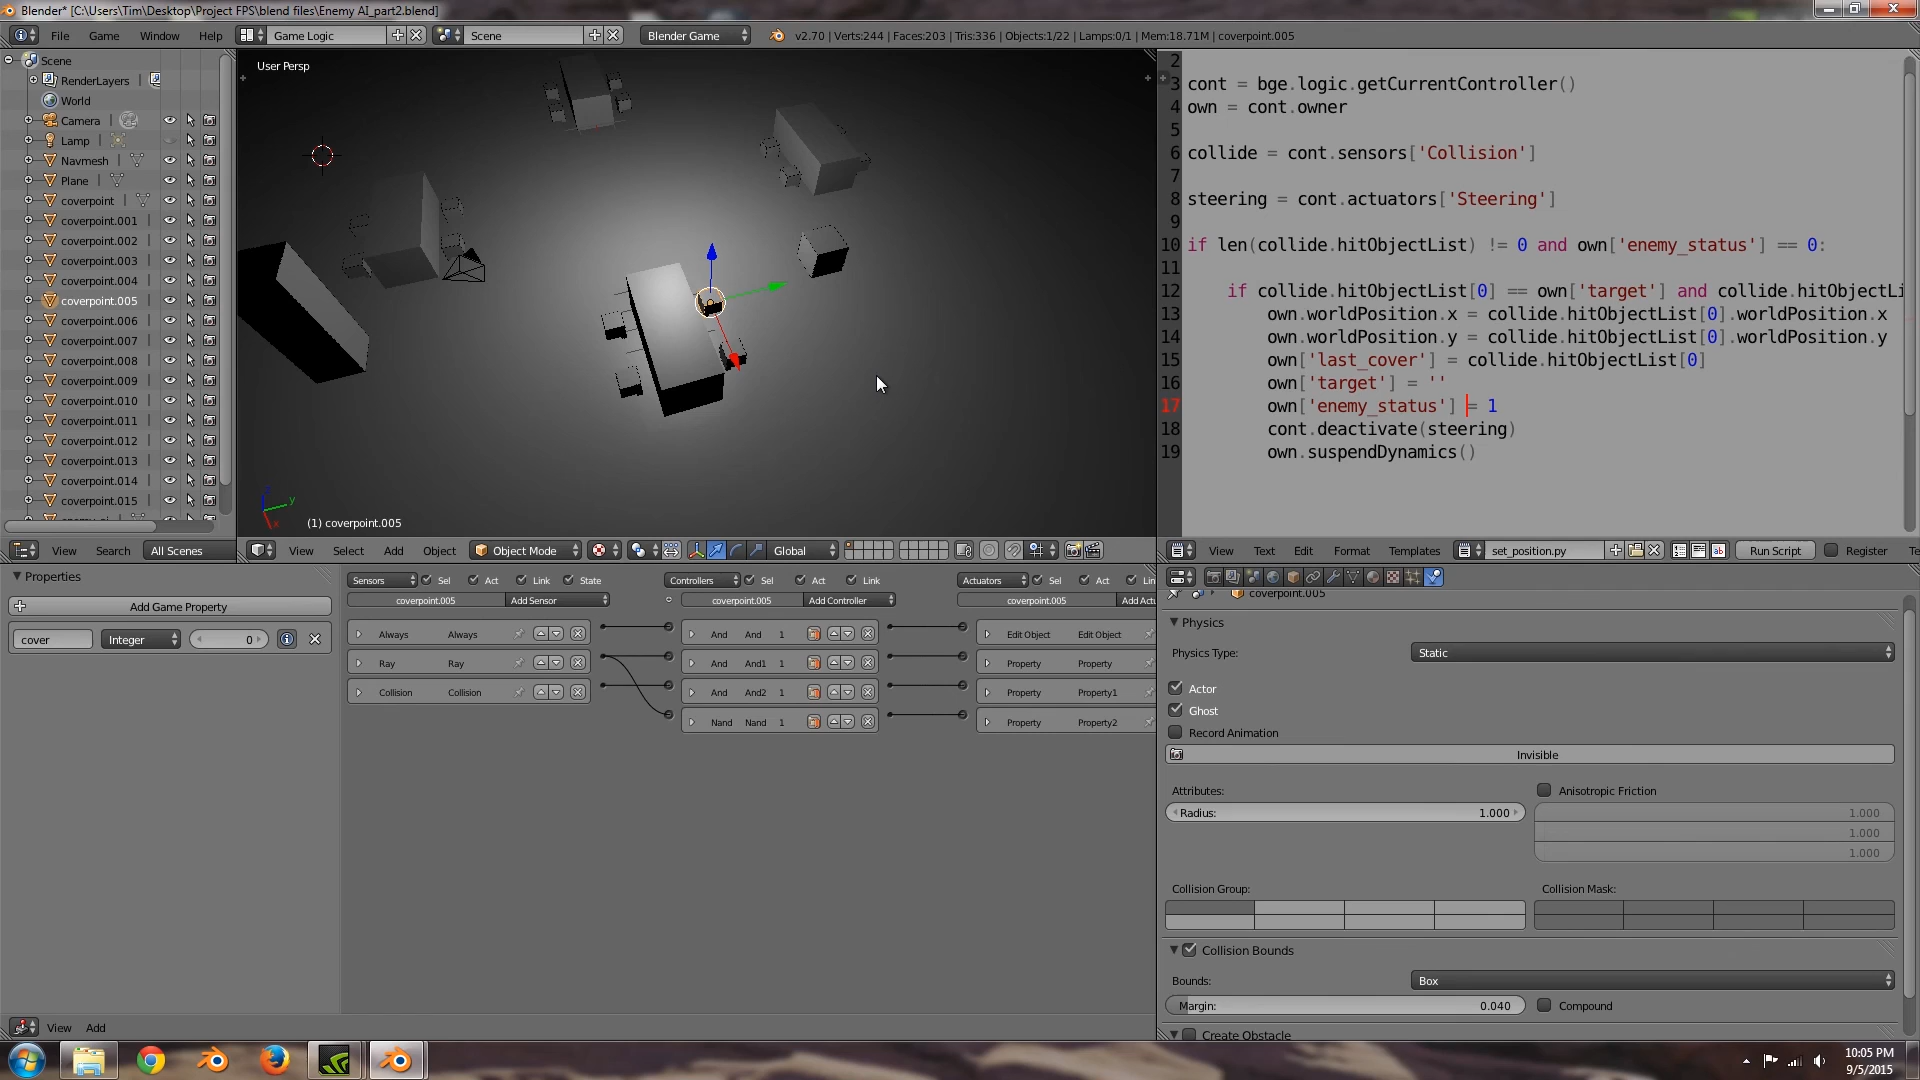 Blender* [C:\Users\Tim\Desktop\Project FPS\blend files\Enemy AI_part2.blend]
File Game Window Help Game Logic Scene Blender Game v2.70 | Verts:244 | Faces:203 | Tris:336 | Objects:1/22 | Lamps:0/1 | Mem:18.71M | coverpoint.005
Scene
RenderLayers
World
Camera
Lamp
Navmesh
Plane
coverpoint
coverpoint.001
coverpoint.002
coverpoint.003
coverpoint.004
coverpoint.005
coverpoint.006
coverpoint.007
coverpoint.008
coverpoint.009
coverpoint.010
coverpoint.011
coverpoint.012
coverpoint.013
coverpoint.014
coverpoint.015
View Search All Scenes
User Persp
z
y
x
(1) coverpoint.005
View Select Add Object Object Mode Global
2
3 cont = bge.logic.getCurrentController()
4 own = cont.owner
5
6 collide = cont.sensors['Collision']
7
8 steering = cont.actuators['Steering']
9
10 if len(collide.hitObjectList) != 0 and own['enemy_status'] == 0:
11
12 if collide.hitObjectList[0] == own['target'] and collide.hitObjectLi
13 own.worldPosition.x = collide.hitObjectList[0].worldPosition.x
14 own.worldPosition.y = collide.hitObjectList[0].worldPosition.y
15 own['last_cover'] = collide.hitObjectList[0]
16 own['target'] = ''
17 own['enemy_status'] = 1
18 cont.deactivate(steering)
19 own.suspendDynamics()
View Text Edit Format Templates set_position.py Run Script Register Te
Properties
Add Game Property
cover Integer 0
Sensors Sel Act Link State Controllers Sel Act Link Actuators Sel Act Lin
coverpoint.005 Add Sensor coverpoint.005 Add Controller coverpoint.005 Add Actu
Always Always And And 1 Edit Object Edit Object
Ray Ray And And1 1 Property Property
Collision Collision And And2 1 Property Property1
Nand Nand 1 Property Property2
View Add
coverpoint.005
Physics
Physics Type: Static
Actor
Ghost
Record Animation
Invisible
Attributes: Anisotropic Friction
Radius: 1.000 1.000
1.000
1.000
Collision Group: Collision Mask:
Collision Bounds
Bounds: Box
Margin: 0.040 Compound
Create Obstacle
10:05 PM
9/5/2015